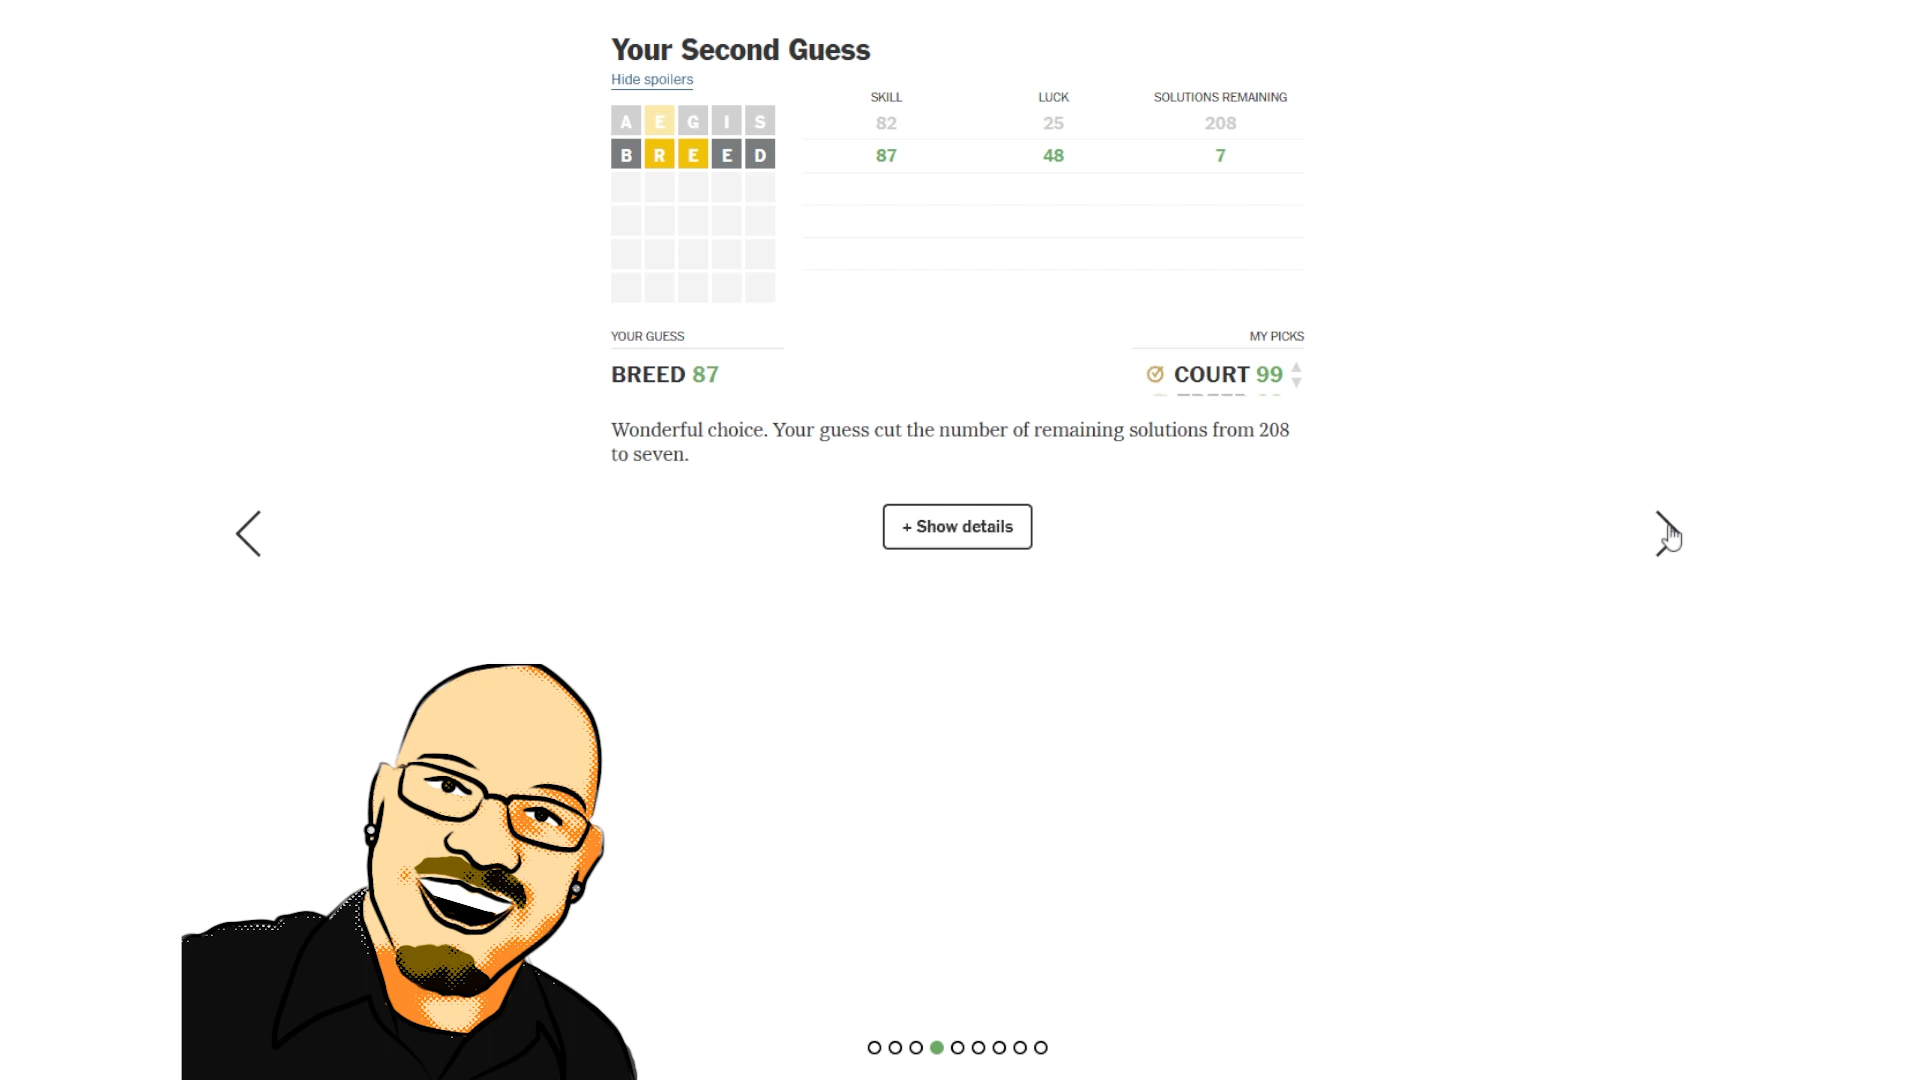 Your Second Guess
Hide spoilers
SKILL LUCK SOLUTIONS REMAINING
A E G I S 82 25 208
B R E E D 87 48 7
YOUR GUESS MY PICKS
BREED 87 COURT 99
Wonderful choice. Your guess cut the number of remaining solutions from 208
to seven.
+ Show details